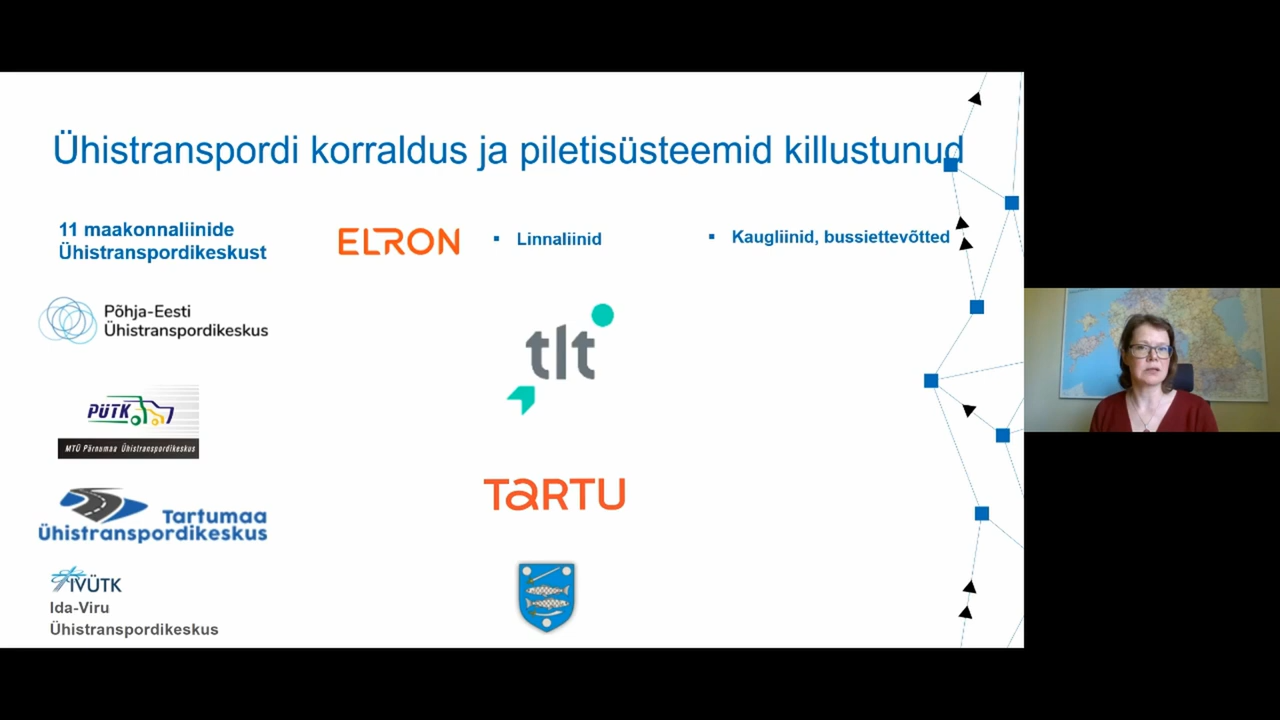 Ühistranspordi korraldus ja piletisüsteemid killustunud
11 maakonnaliinide
Ühistranspordikeskust
ELRON
Linnaliinid
Kaugliinid, bussiettevõtted
Põhja-Eesti
Ühistranspordikeskus
tlt
PÜTK
MTÜ Pärnumaa Ühistranspordikeskus
TaRTU
Tartumaa
Ühistranspordikeskus
IVÜTK
Ida-Viru
Ühistranspordikeskus